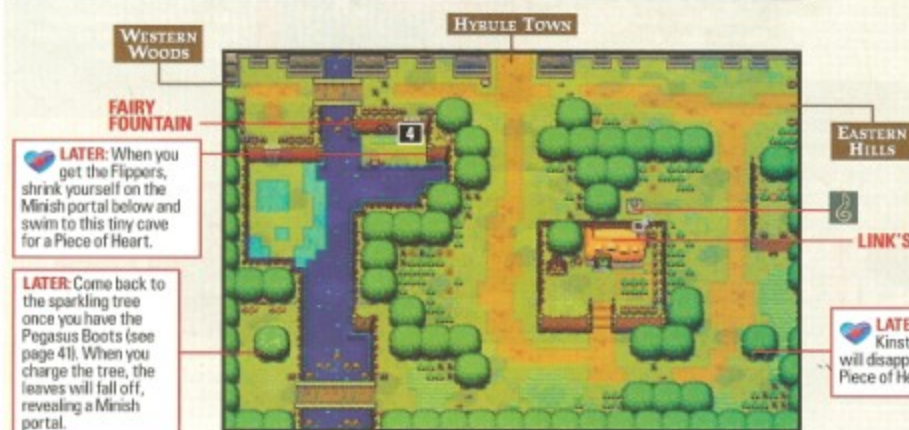 HYRULE TOWN
WESTERN
WOODS
FAIRY
FOUNTAIN
4
LATER: When you
get the Flippers,
shrink yourself on the
Minish portal below and
swim to this tiny cave
for a Piece of Heart.
LATER: Come back to
the sparkling tree
once you have the
Pegasus Boots (see
page 41). When you
charge the tree, the
leaves will fall off,
revealing a Minish
portal.
EASTERN
HILLS
LINK'S
LATE
Kinst
will disapp
Piece of He